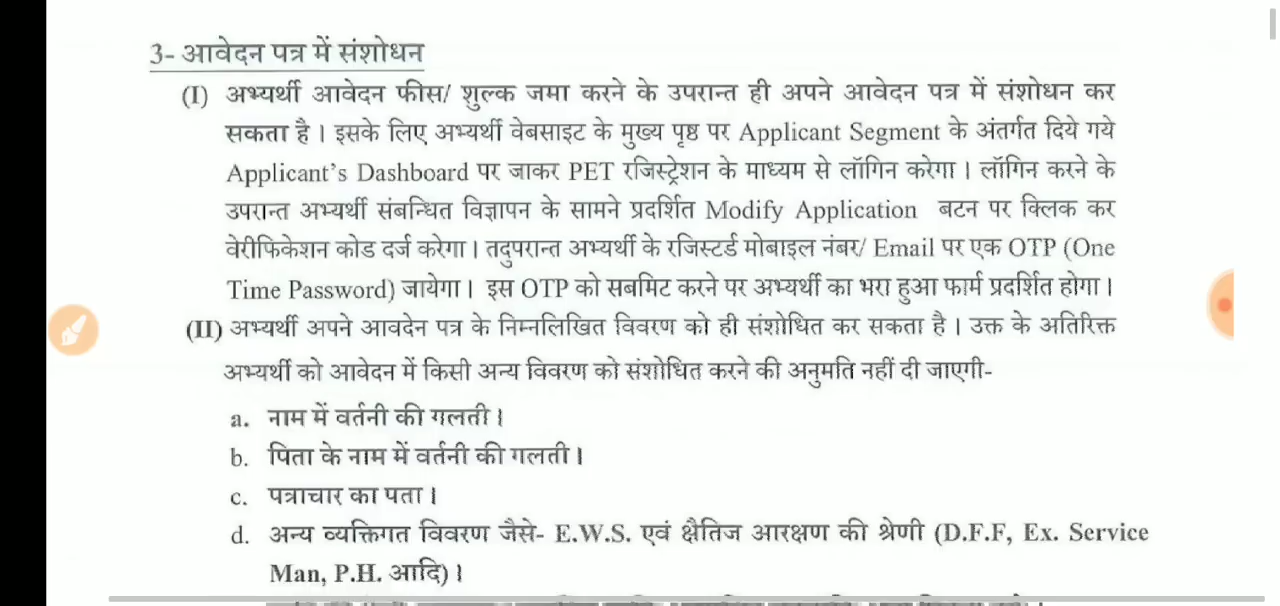 3- आवेदन पत्र में संशोधन
(I) अभ्यर्थी आवेदन फीस/ शुल्क जमा करने के उपरान्त ही अपने आवेदन पत्र में संशोधन कर
सकता है। इसके लिए अभ्यर्थी वेबसाइट के मुख्य पृष्ठ पर Applicant Segment के अंतर्गत दिये गये
Applicant's Dashboard पर जाकर PET रजिस्ट्रेशन के माध्यम से लॉगिन करेगा। लॉगिन करने के
उपरान्त अभ्यर्थी संबन्धित विज्ञापन के सामने प्रदर्शित Modify Application बटन पर क्लिक कर
वेरीफिकेशन कोड दर्ज करेगा। तदुपरान्त अभ्यर्थी के रजिस्टर्ड मोबाइल नंबर/ Email पर एक OTP (One
Time Password) जायेगा। इस OTP को सबमिट करने पर अभ्यर्थी का भरा हुआ फार्म प्रदर्शित होगा।
(II) अभ्यर्थी अपने आवदेन पत्र के निम्नलिखित विवरण को ही संशोधित कर सकता है। उक्त के अतिरिक्त
अभ्यर्थी को आवेदन में किसी अन्य विवरण को संशोधित करने की अनुमति नहीं दी जाएगी-
a. नाम में वर्तनी की गलती।
b. पिता के नाम में वर्तनी की गलती।
c. पत्राचार का पता।
d. अन्य व्यक्तिगत विवरण जैसे- E.W.S. एवं क्षैतिज आरक्षण की श्रेणी (D.F.F, Ex. Service
Man, P.H. आदि)।